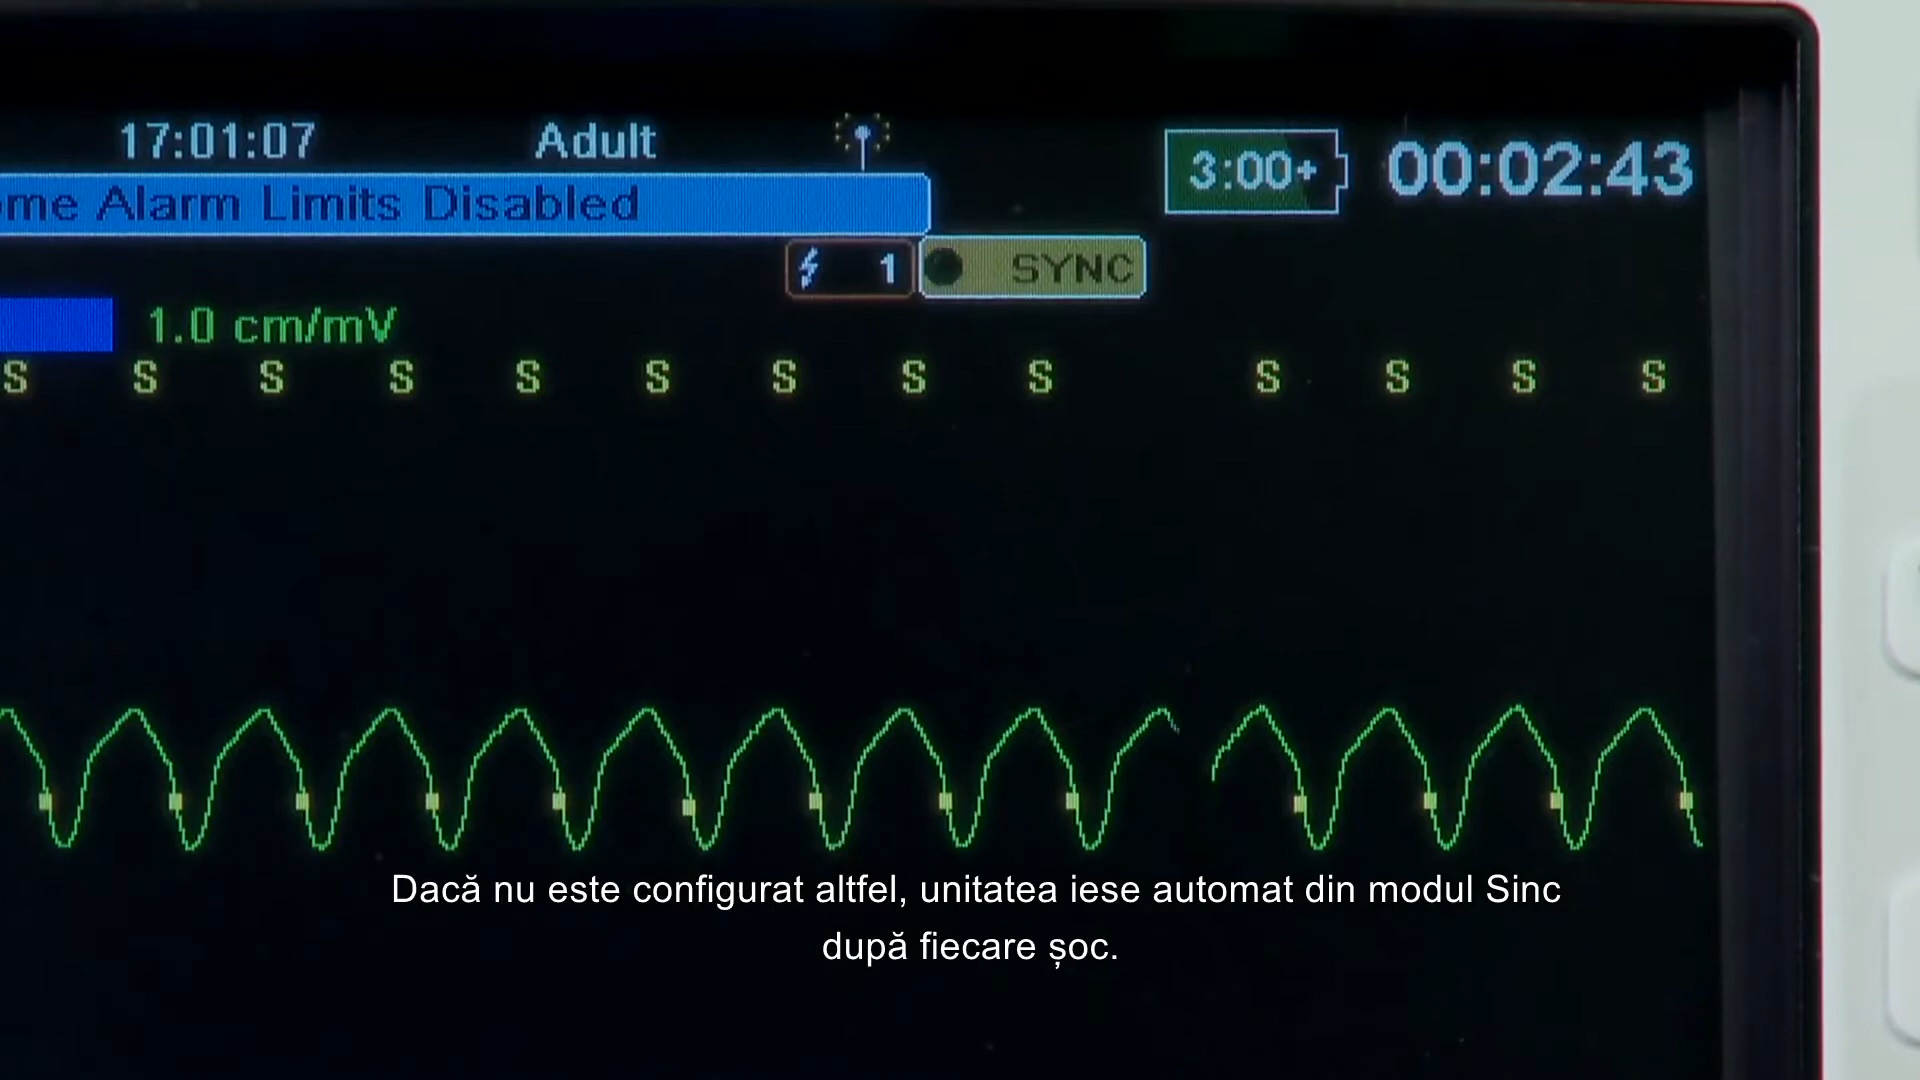 17:01:07 Adult 3:00+ 00:02:43
ome Alarm Limits Disabled
1 SYNC
1.0 cm/mV
S S S S S S S S S S S S S
Dacă nu este configurat altfel, unitatea iese automat din modul Sinc
după fiecare șoc.